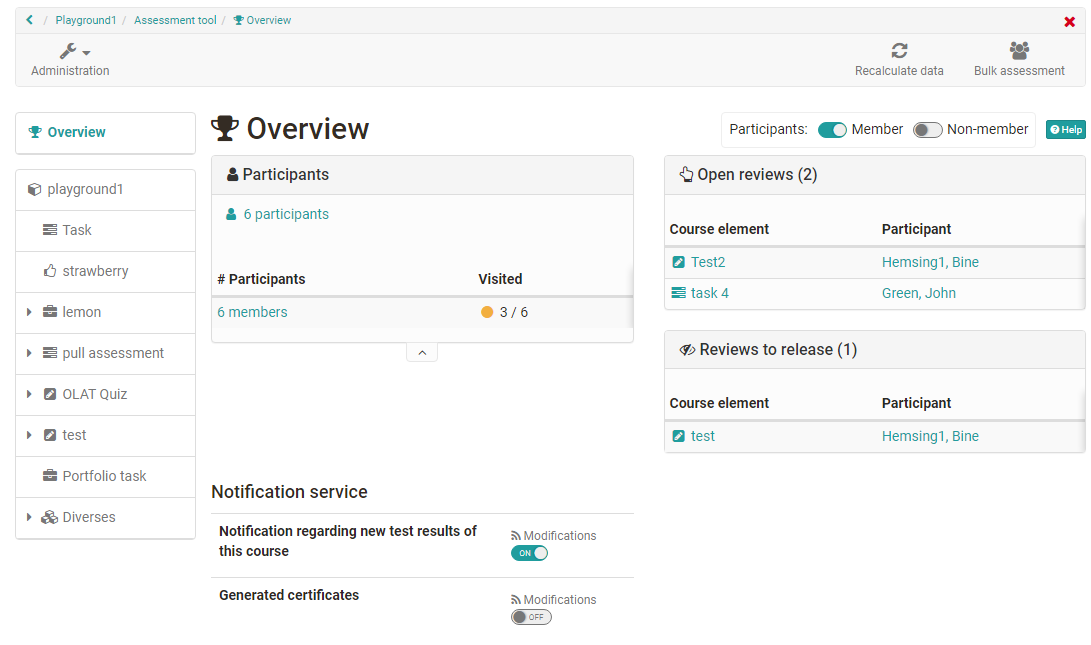 / Playground1 / Assessment tool / Overview
Administration
Recalculate data
Bulk assessment
Overview
playground1
Task
strawberry
lemon
pull assessment
OLAT Quiz
test
Portfolio task
Diverses
Overview
Participants: Member Non-member
Help
Participants
6 participants
# Participants Visited
6 members 3 / 6
Open reviews (2)
Course element Participant
Test2 Hemsing1, Bine
task 4 Green, John
Reviews to release (1)
Course element Participant
test Hemsing1, Bine
Notification service
Notification regarding new test results of
this course
Modifications
ON
Generated certificates
Modifications
OFF